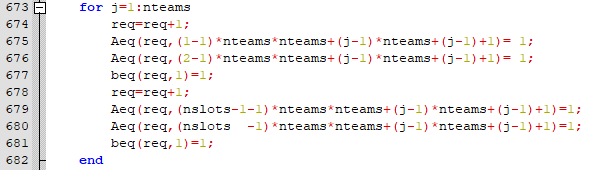 673 for j=1:nteams
674 req=req+1;
675 Aeq(req,(1-1)*nteams*nteams+(j-1)*nteams+(j-1)+1)= 1;
676 Aeq(req,(2-1)*nteams*nteams+(j-1)*nteams+(j-1)+1)= 1;
677 beq(req,1)=1;
678 req=req+1;
679 Aeq(req,(nslots-1-1)*nteams*nteams+(j-1)*nteams+(j-1)+1)=1;
680 Aeq(req,(nslots  -1)*nteams*nteams+(j-1)*nteams+(j-1)+1)=1;
681 beq(req,1)=1;
682 end